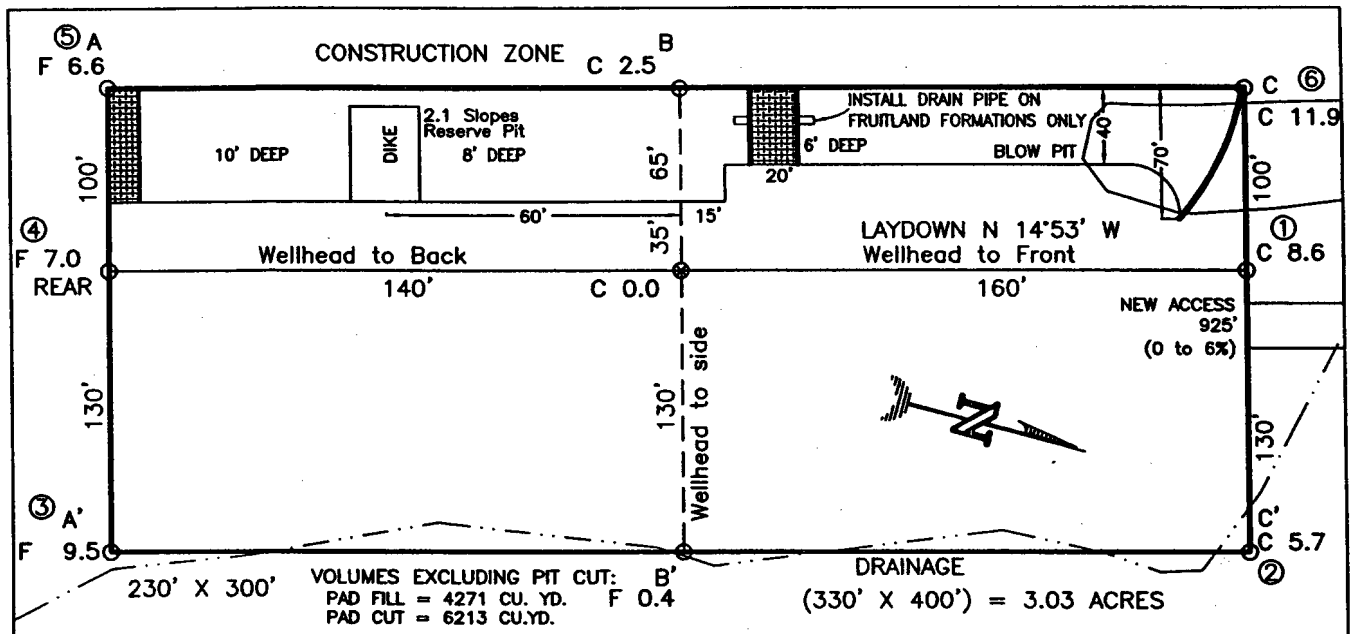 ⑤ A
CONSTRUCTION ZONE
B
F 6.6
C 2.5
C ⑥
C 11.9
2.1 Slopes
Reserve Pit
DIKE
10' DEEP
8' DEEP
INSTALL DRAIN PIPE ON
FRUITLAND FORMATIONS ONLY
6' DEEP
BLOW PIT
40'
70'
20'
100'
65'
100'
60'
15'
35'
④
F 7.0
REAR
Wellhead to Back
140'
C 0.0
LAYDOWN N 14°53' W
Wellhead to Front
160'
①
C 8.6
NEW ACCESS
925'
(0 to 6%)
130'
Wellhead to side
130'
N
130'
③ A'
F 9.5
C'
C 5.7
②
230' X 300'
VOLUMES EXCLUDING PIT CUT:
PAD FILL = 4271 CU. YD.
PAD CUT = 6213 CU.YD.
B'
F 0.4
DRAINAGE
(330' X 400') = 3.03 ACRES